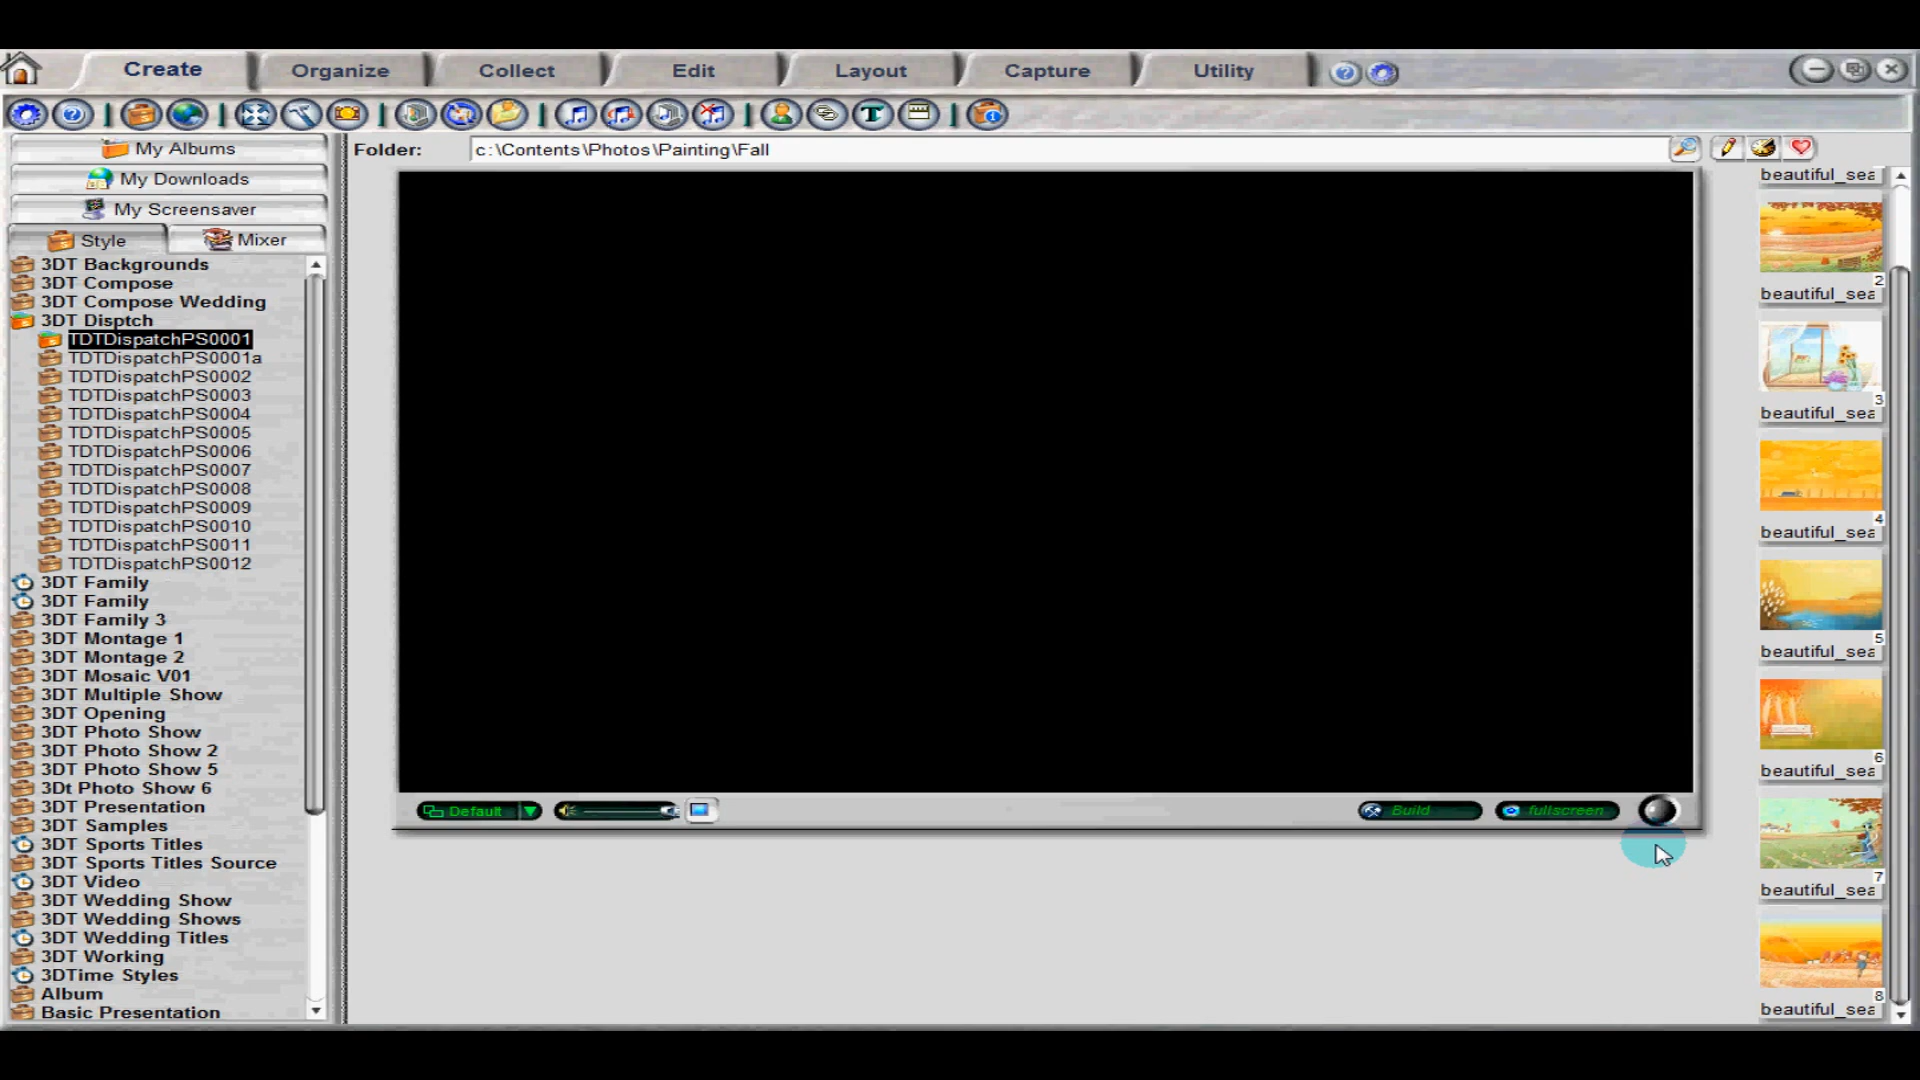 Create
Organize
Collect
Edit
Layout
Capture
Utility
My Albums
My Downloads
My Screensaver
Style
Mixer
3DT Backgrounds
3DT Compose
3DT Compose Wedding
3DT Disptch
TDTDispatchPS0001
TDTDispatchPS0001a
TDTDispatchPS0002
TDTDispatchPS0003
TDTDispatchPS0004
TDTDispatchPS0005
TDTDispatchPS0006
TDTDispatchPS0007
TDTDispatchPS0008
TDTDispatchPS0009
TDTDispatchPS0010
TDTDispatchPS0011
TDTDispatchPS0012
3DT Family
3DT Family
3DT Family 3
3DT Montage 1
3DT Montage 2
3DT Mosaic V01
3DT Multiple Show
3DT Opening
3DT Photo Show
3DT Photo Show 2
3DT Photo Show 5
3Dt Photo Show 6
3DT Presentation
3DT Samples
3DT Sports Titles
3DT Sports Titles Source
3DT Video
3DT Wedding Show
3DT Wedding Shows
3DT Wedding Titles
3DT Working
3DTime Styles
Album
Basic Presentation
Folder: c:\Contents\Photos\Painting\Fall
Default
Build
fullscreen
beautiful_sea
2
beautiful_sea
3
beautiful_sea
4
beautiful_sea
5
beautiful_sea
6
beautiful_sea
7
beautiful_sea
8
beautiful_sea